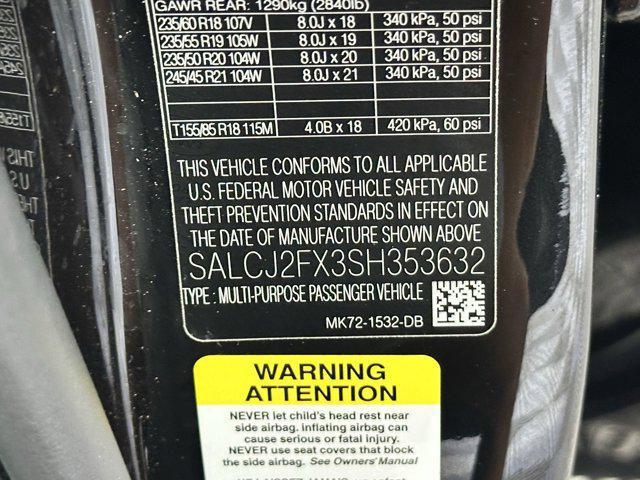 GAWR REAR: 1290kg (2840lb)
235/60 R18 107V 8.0J x 18 340 kPa, 50 psi
235/55 R19 105W 8.0J x 19 340 kPa, 50 psi
235/50 R20 104W 8.0J x 20 340 kPa, 50 psi
245/45 R21 104W 8.0J x 21 340 kPa, 50 psi
T155/85 R18 115M 4.0B x 18 420 kPa, 60 psi
THIS VEHICLE CONFORMS TO ALL APPLICABLE
U.S. FEDERAL MOTOR VEHICLE SAFETY AND
THEFT PREVENTION STANDARDS IN EFFECT ON
THE DATE OF MANUFACTURE SHOWN ABOVE
SALCJ2FX3SH353632
TYPE : MULTI-PURPOSE PASSENGER VEHICLE
MK72-1532-DB
WARNING
ATTENTION
NEVER let child's head rest near
side airbag. inflating airbag can
cause serious or fatal injury.
NEVER use seat covers that block
the side airbag. See Owners' Manual